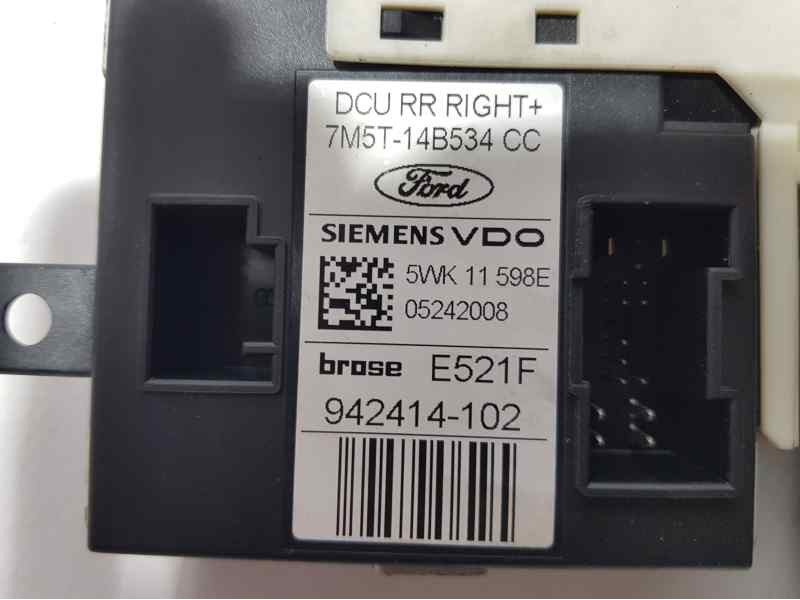 DCU RR RIGHT+
7M5T-14B534 CC
Ford
SIEMENS VDO
5WK 11 598E
05242008
brose E521F
942414-102